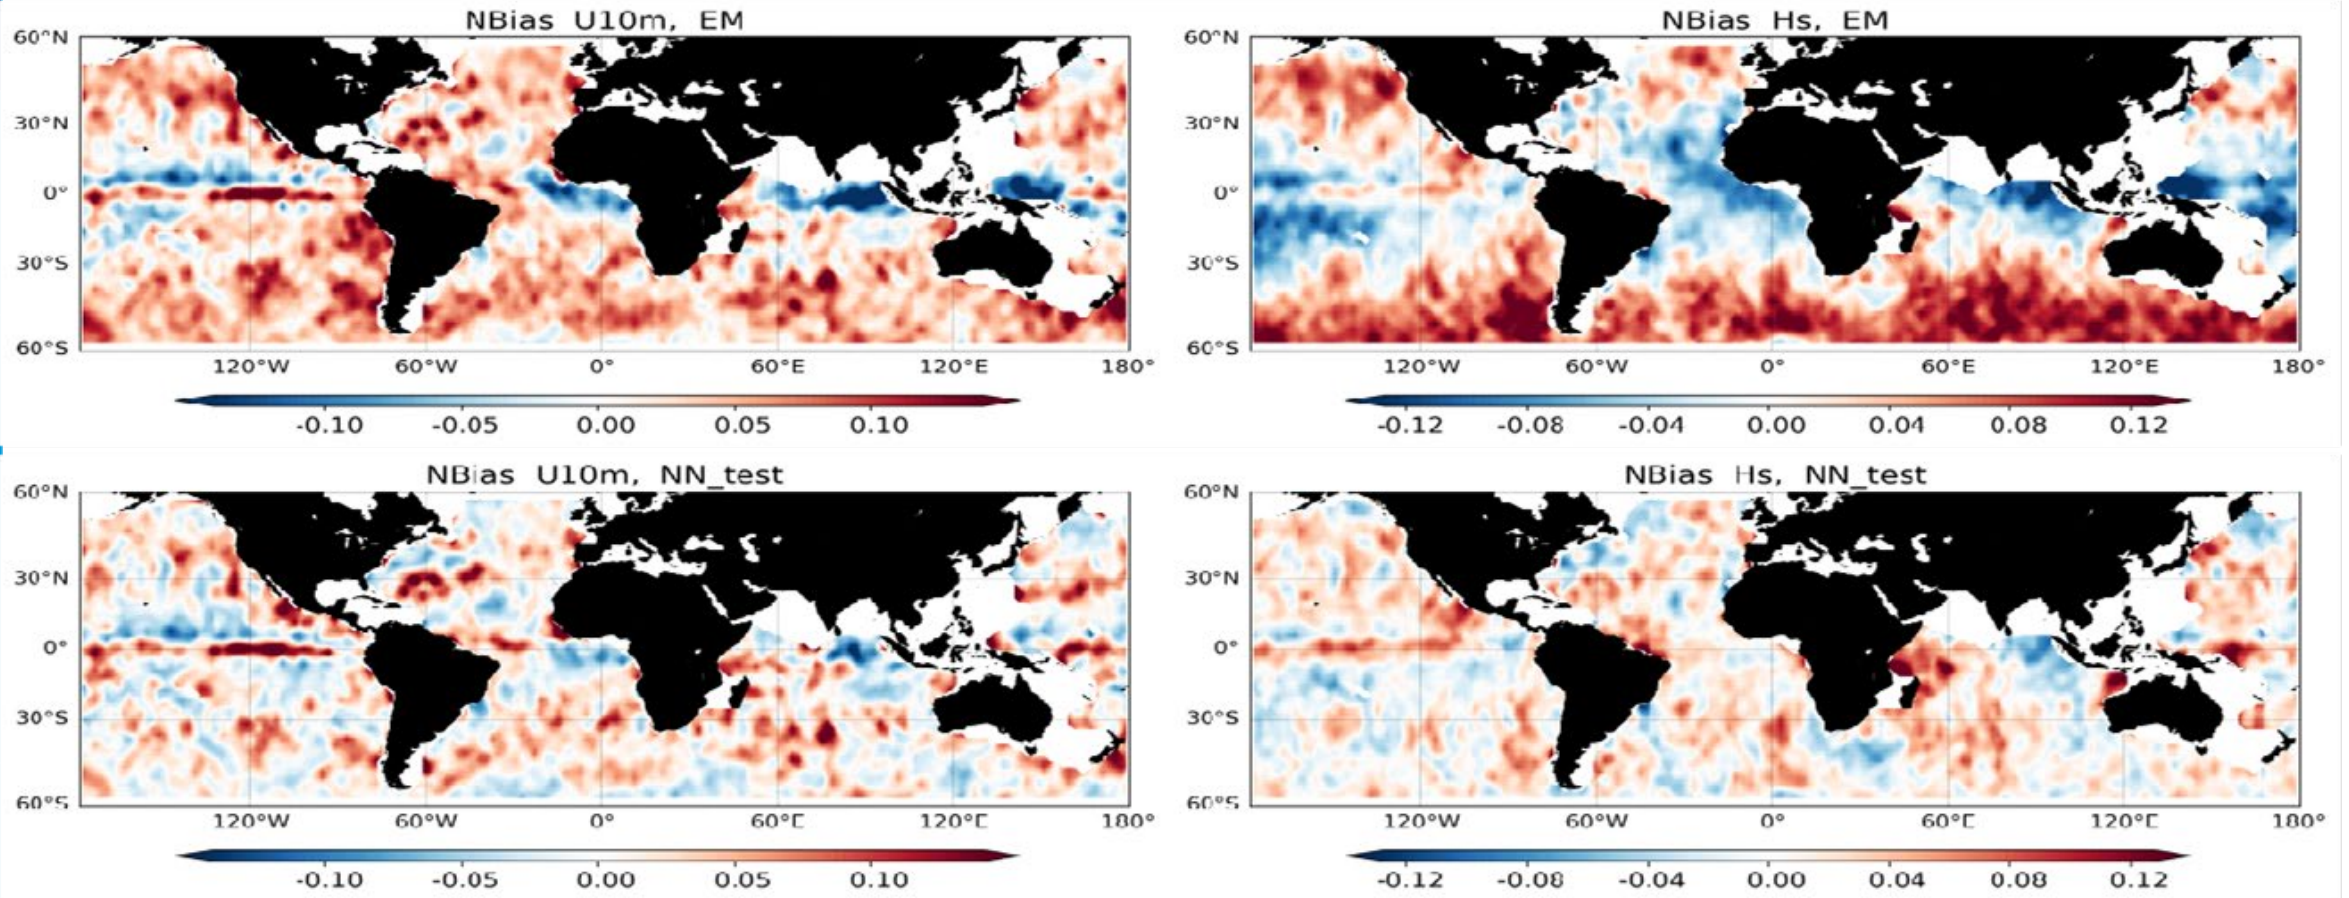 NBias U10m, EM
60°N
30°N
0°
30°S
60°S
120°W 60°W 0° 60°E 120°E 180°
-0.10 -0.05 0.00 0.05 0.10
NBias Hs, EM
60°N
30°N
0°
30°S
60°S
120°W 60°W 0° 60°E 120°E 180°
-0.12 -0.08 -0.04 0.00 0.04 0.08 0.12
NBias U10m, NN_test
60°N
30°N
0°
30°S
60°S
120°W 60°W 0° 60°E 120°E 180°
-0.10 -0.05 0.00 0.05 0.10
NBias Hs, NN_test
60°N
30°N
0°
30°S
60°S
120°W 60°W 0° 60°E 120°E 180°
-0.12 -0.08 -0.04 0.00 0.04 0.08 0.12